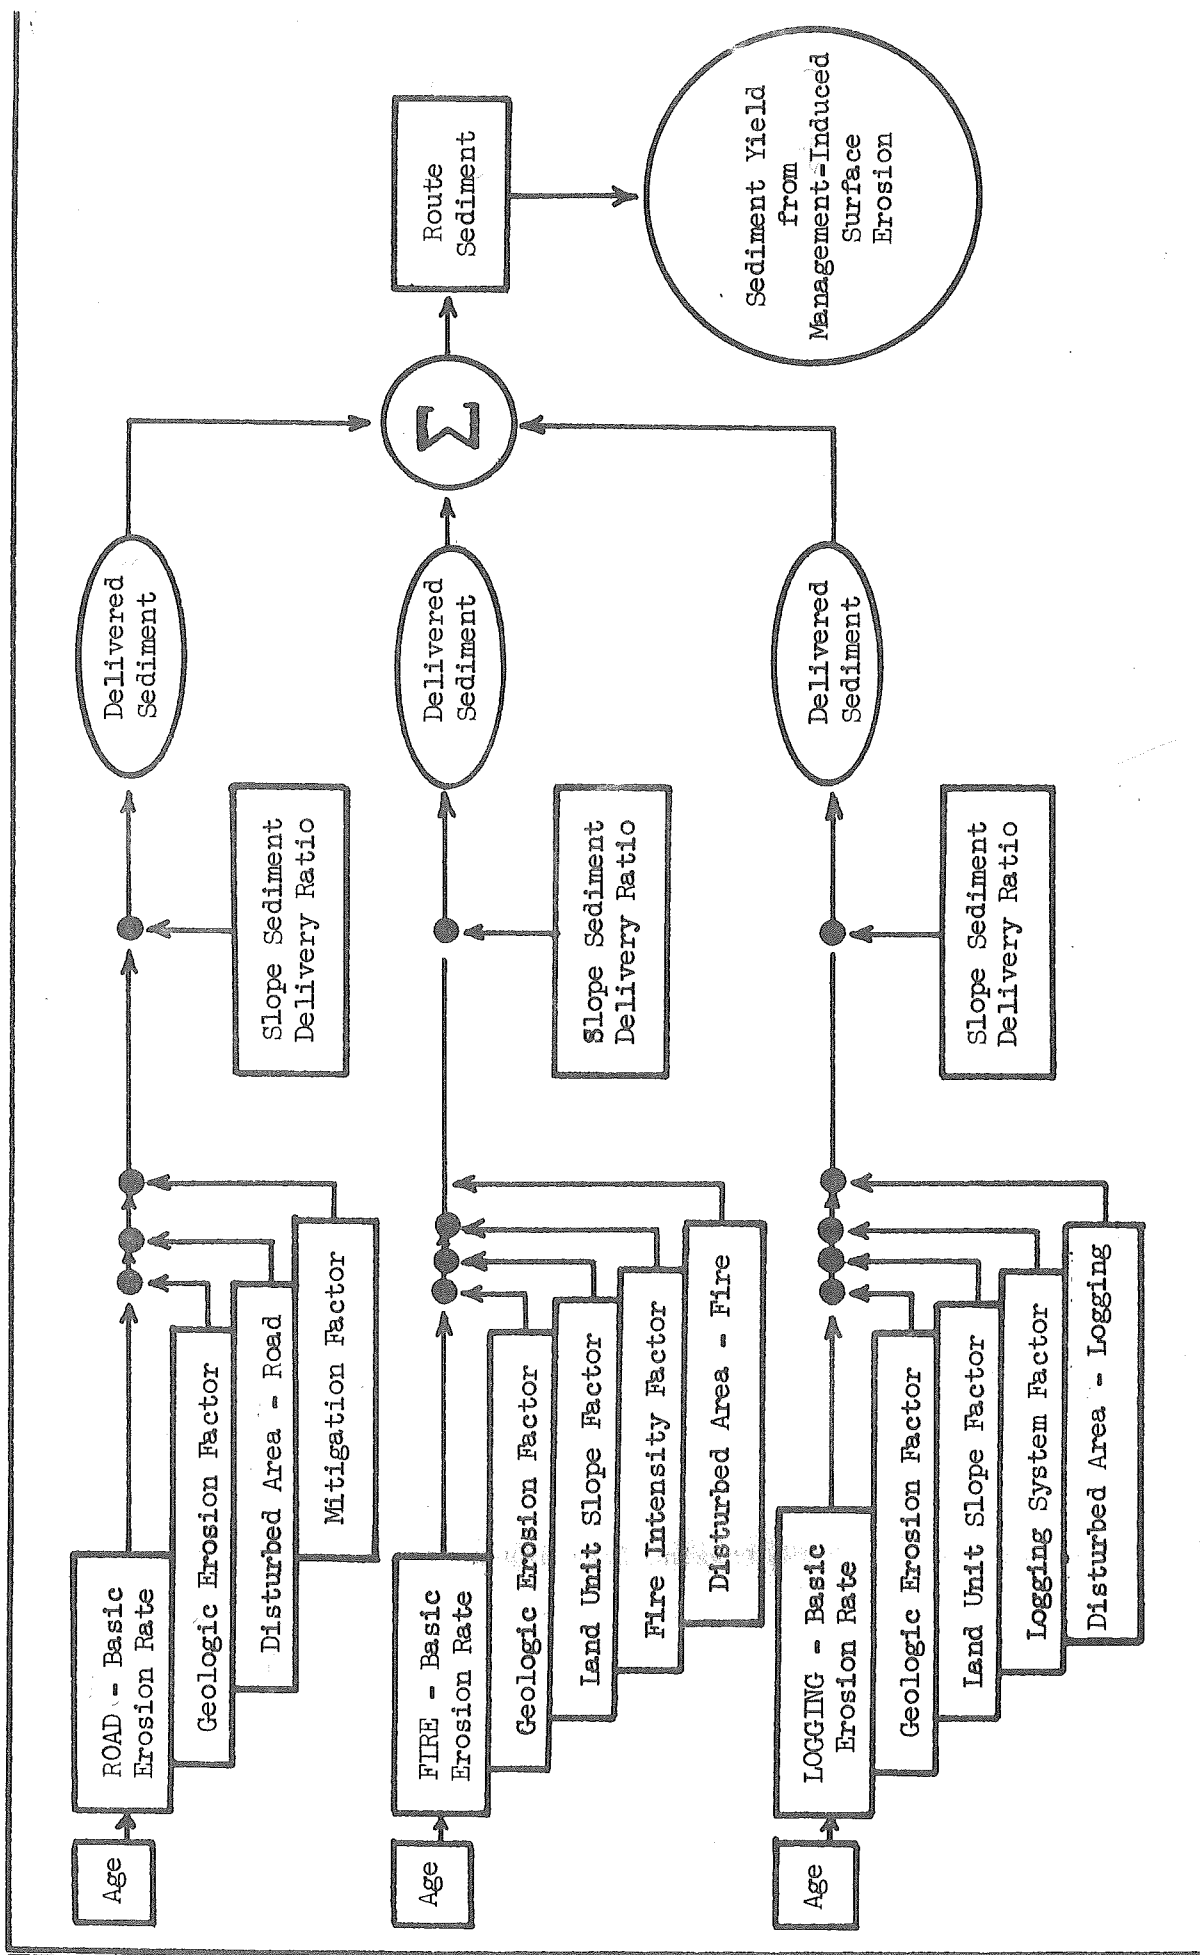 Age
ROAD - Basic
Erosion Rate
Geologic Erosion Factor
Disturbed Area - Road
Mitigation Factor
Slope Sediment
Delivery Ratio
Delivered
Sediment
Age
FIRE - Basic
Erosion Rate
Geologic Erosion Factor
Land Unit Slope Factor
Fire Intensity Factor
Disturbed Area - Fire
Slope Sediment
Delivery Ratio
Delivered
Sediment
Age
LOGGING - Basic
Erosion Rate
Geologic Erosion Factor
Land Unit Slope Factor
Logging System Factor
Disturbed Area - Logging
Slope Sediment
Delivery Ratio
Delivered
Sediment
Σ
Route
Sediment
Sediment Yield
from
Management-Induced
Surface
Erosion